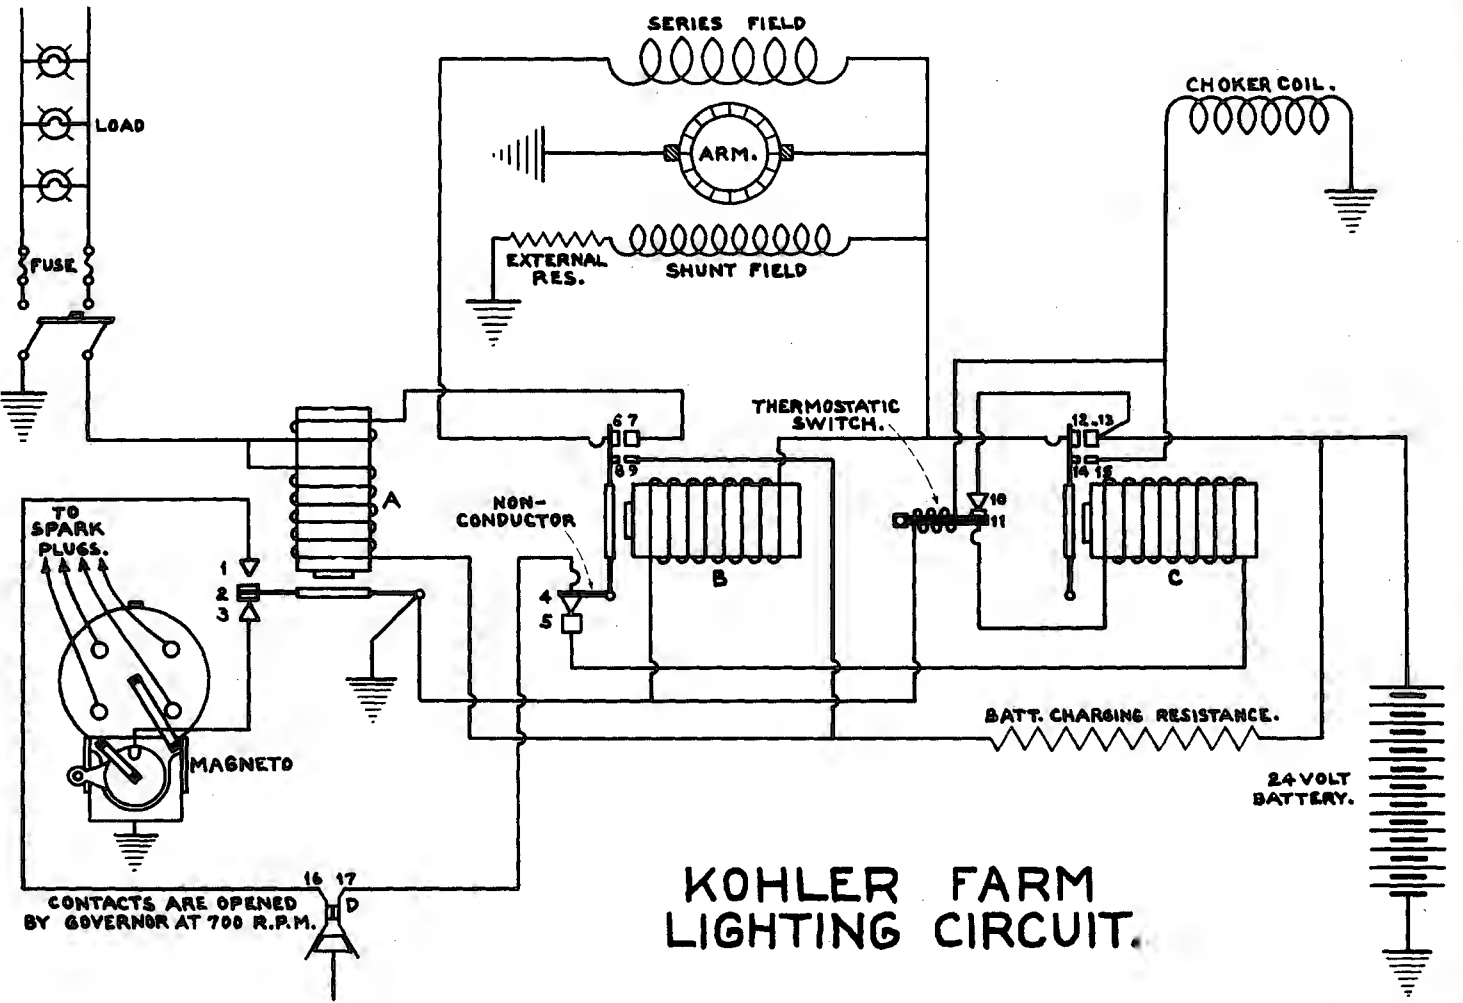 SERIES FIELD
CHOKER COIL.
LOAD
ARM.
FUSE
EXTERNAL
RES.
SHUNT FIELD
THERMOSTATIC
SWITCH.
6 7
12 13
8 9
14 15
A
NON-
CONDUCTOR
10
11
TO
SPARK
PLUGS.
1
2
3
4
5
B
C
BATT. CHARGING RESISTANCE.
MAGNETO
24 VOLT
BATTERY.
16 17
D
CONTACTS ARE OPENED
BY GOVERNOR AT 700 R.P.M.
KOHLER FARM
LIGHTING CIRCUIT.